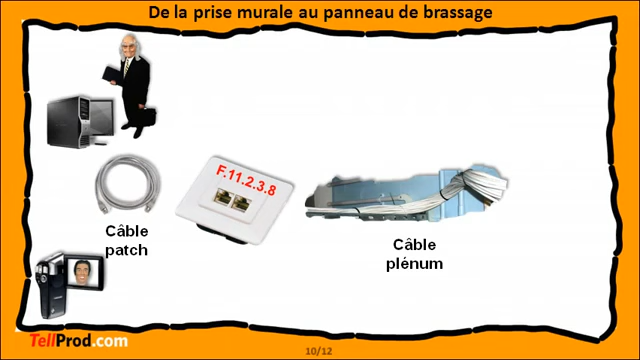 De la prise murale au panneau de brassage
F.11.2.3.8
Câble
patch
Câble
plénum
TellProd.com
10/12